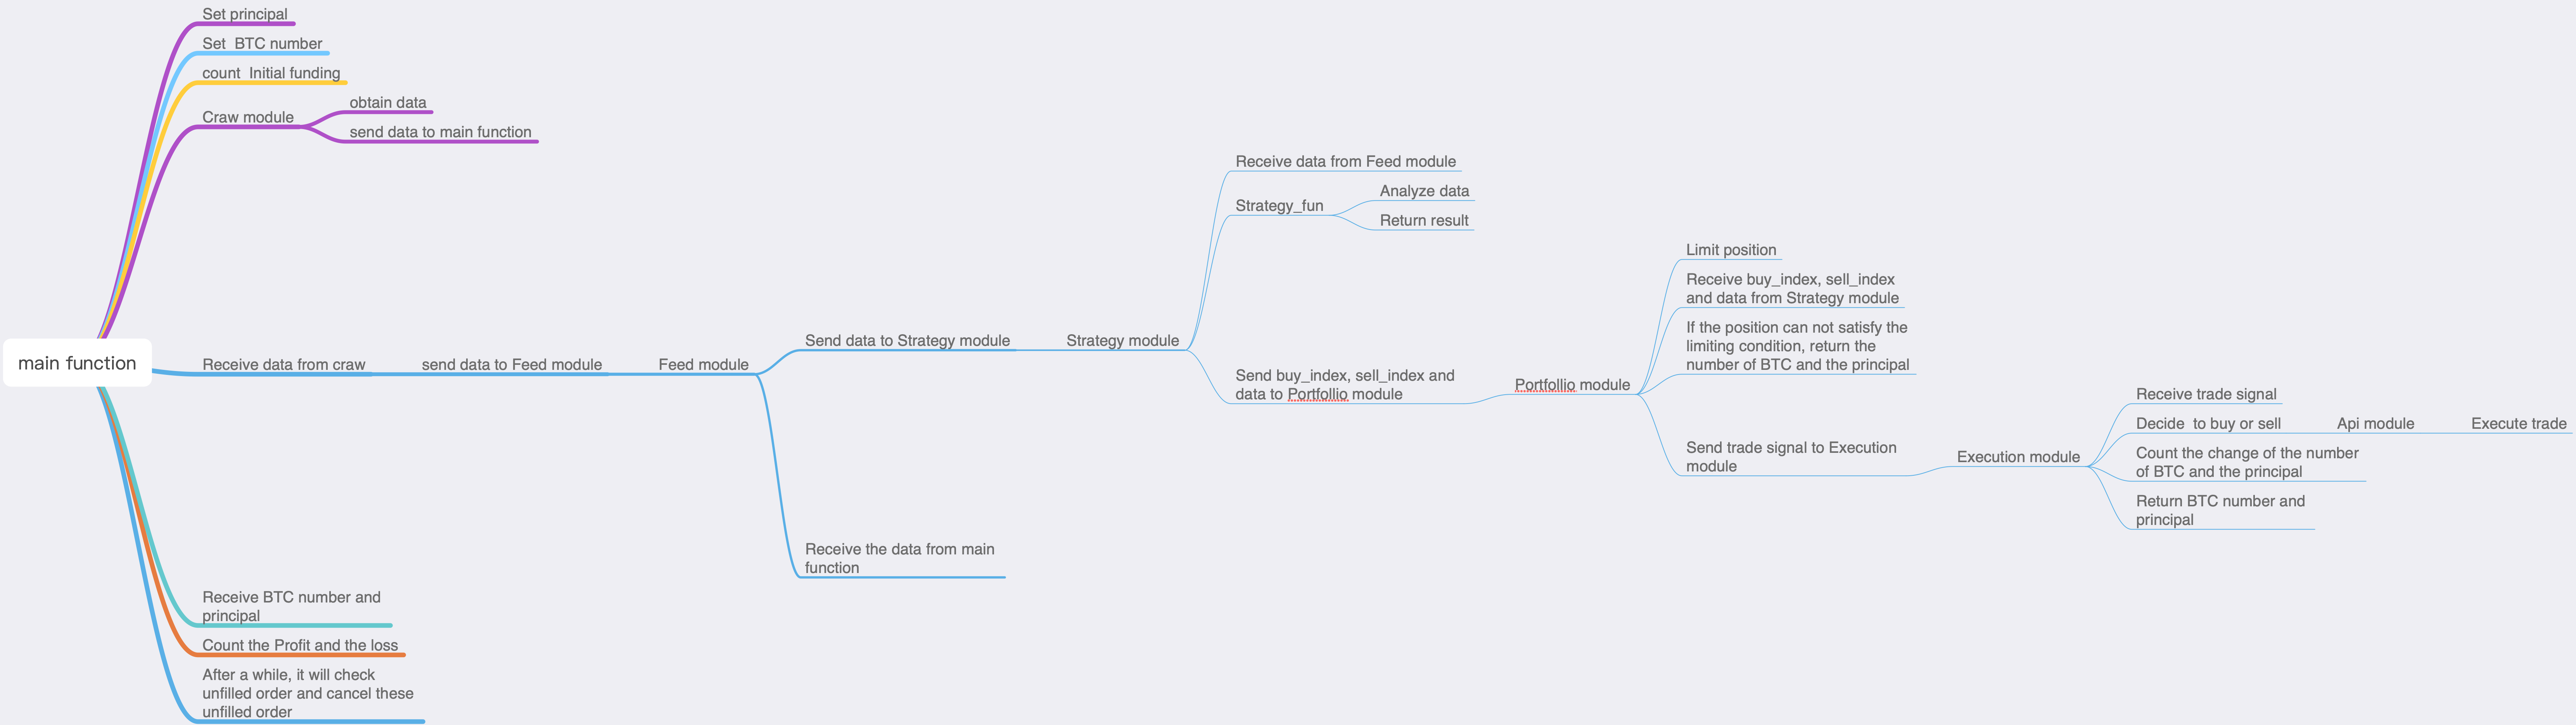 Set principal
Set  BTC number
count  Initial funding
Craw module
obtain data
send data to main function
main function
Receive data from craw
send data to Feed module
Feed module
Send data to Strategy module
Strategy module
Receive data from Feed module
Strategy_fun
Analyze data
Return result
Send buy_index, sell_index and
data to Portfollio module
Portfollio module
Limit position
Receive buy_index, sell_index
and data from Strategy module
If the position can not satisfy the
limiting condition, return the
number of BTC and the principal
Send trade signal to Execution
module
Execution module
Receive trade signal
Decide  to buy or sell
Api module
Execute trade
Count the change of the number
of BTC and the principal
Return BTC number and
principal
Receive the data from main
function
Receive BTC number and
principal
Count the Profit and the loss
After a while, it will check
unfilled order and cancel these
unfilled order